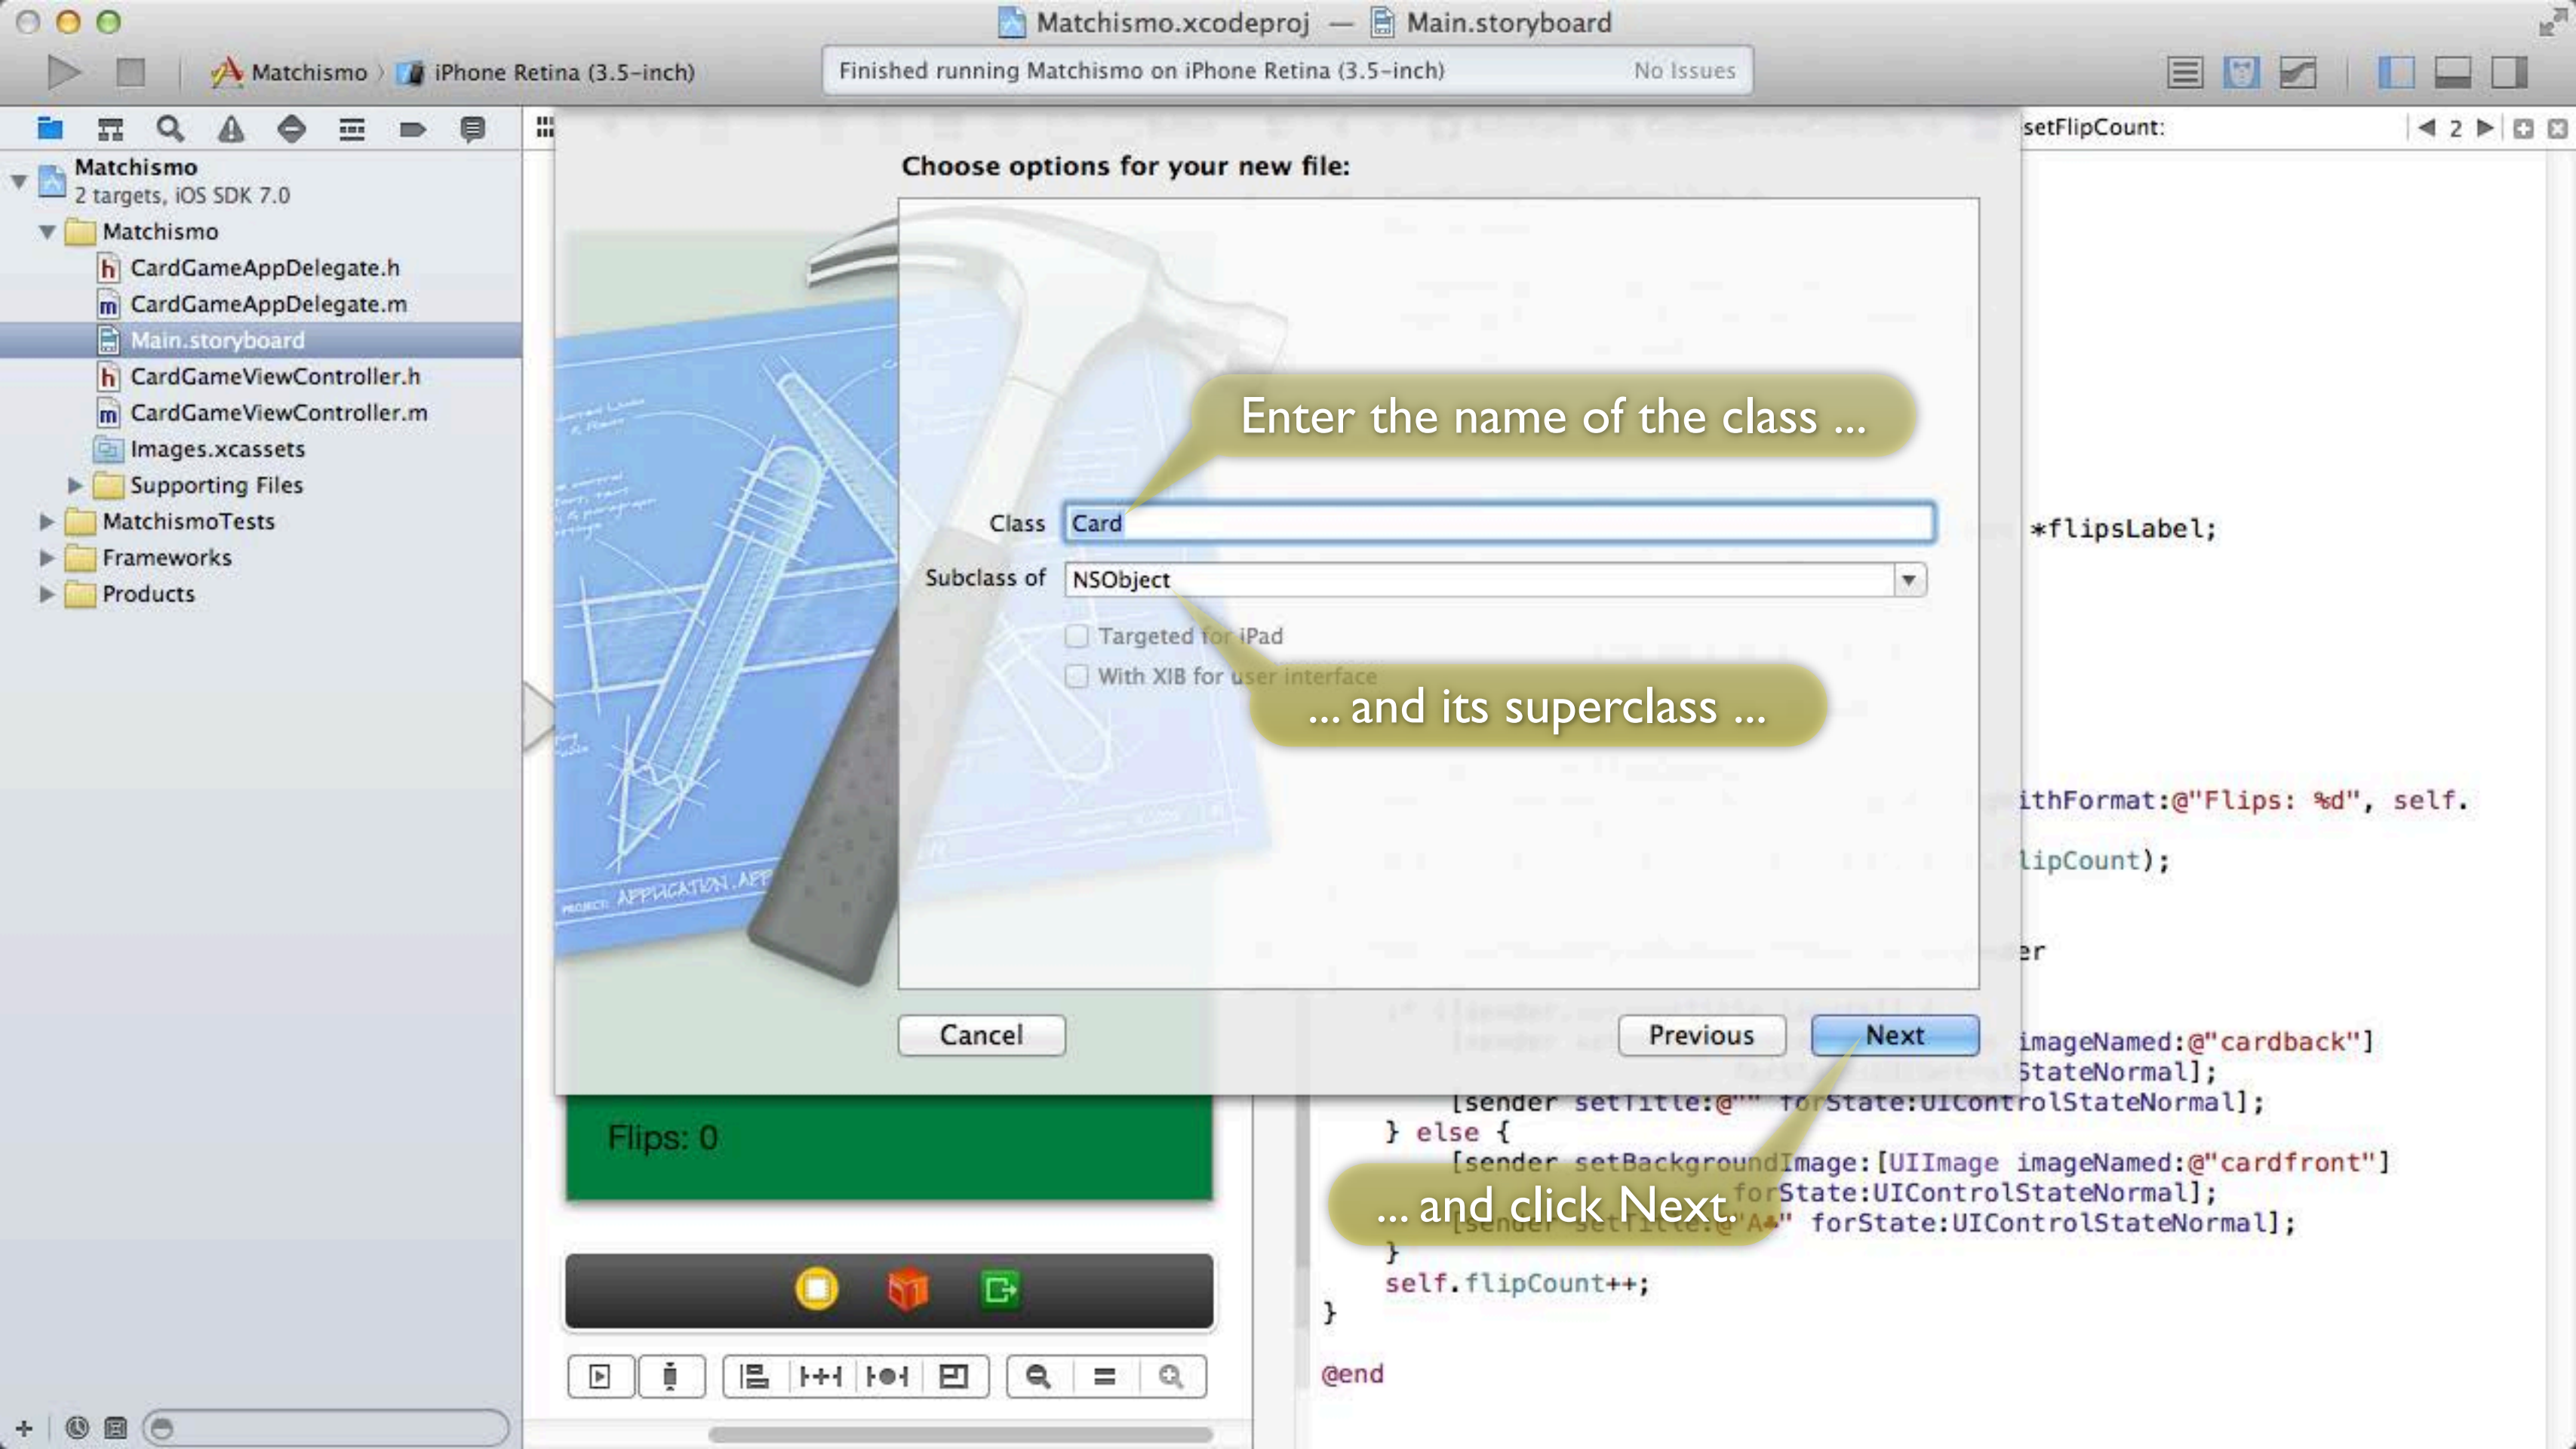 Matchismo.xcodeproj — Main.storyboard
Matchismo
iPhone Retina (3.5-inch)
Finished running Matchismo on iPhone Retina (3.5-inch)
No Issues
setFlipCount:
2
Matchismo
2 targets, iOS SDK 7.0
Matchismo
CardGameAppDelegate.h
CardGameAppDelegate.m
Main.storyboard
CardGameViewController.h
CardGameViewController.m
Images.xcassets
Supporting Files
MatchismoTests
Frameworks
Products
Choose options for your new file:
Enter the name of the class ...
Class Card
Subclass of NSObject
Targeted for iPad
With XIB for user interface
... and its superclass ...
PROJECT: APPLICATION.APP
Cancel
Previous
Next
... and click Next.
Flips: 0
*flipsLabel;
ithFormat:@"Flips: %d", self.
lipCount);
er
imageNamed:@"cardback"]
StateNormal];
[sender setTitle:@"" forState:UIControlStateNormal];
} else {
[sender setBackgroundImage:[UIImage imageNamed:@"cardfront"]
forState:UIControlStateNormal];
[sender setTitle:@"A♣" forState:UIControlStateNormal];
}
self.flipCount++;
}
@end